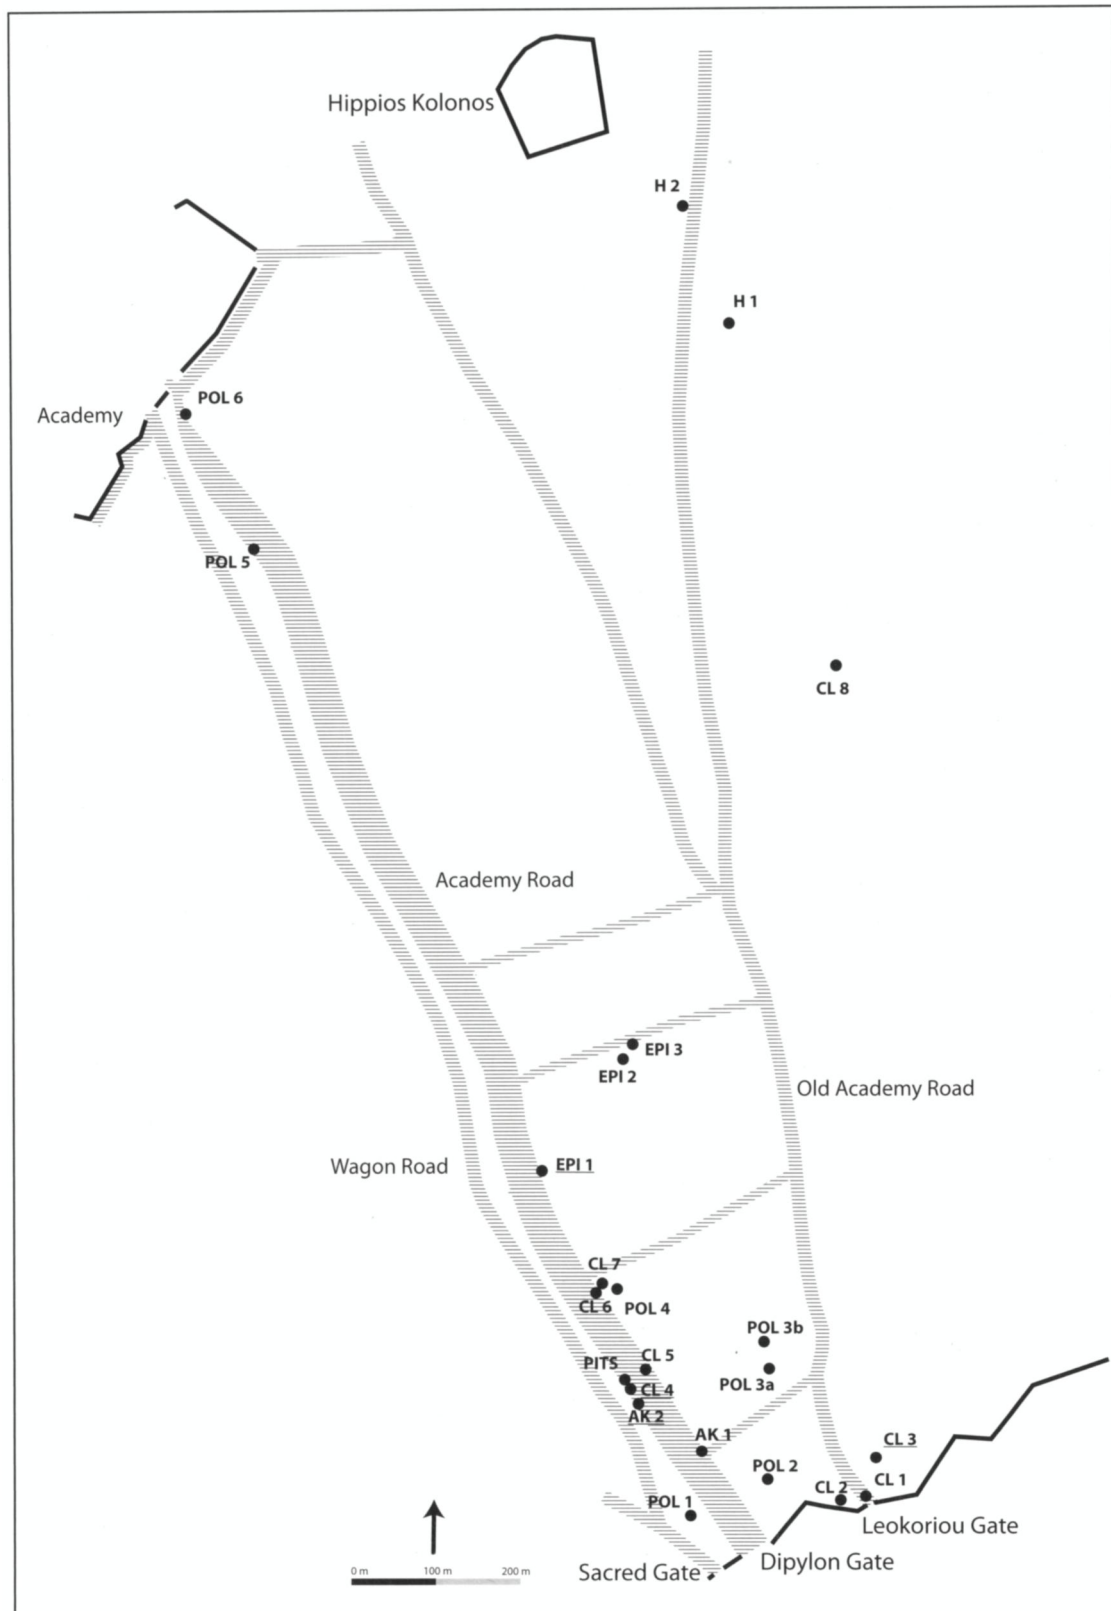 Hippios Kolonos
H 2
H 1
POL 6
Academy
POL 5
CL 8
Academy Road
EPI 3
EPI 2
Old Academy Road
Wagon Road
EPI 1
CL 7
CL 6
POL 4
POL 3b
CL 5
PITS
POL 3a
CL 4
AK 2
AK 1
CL 3
POL 2
CL 2
CL 1
POL 1
Leokoriou Gate
Dipylon Gate
Sacred Gate
0 m 100 m 200 m